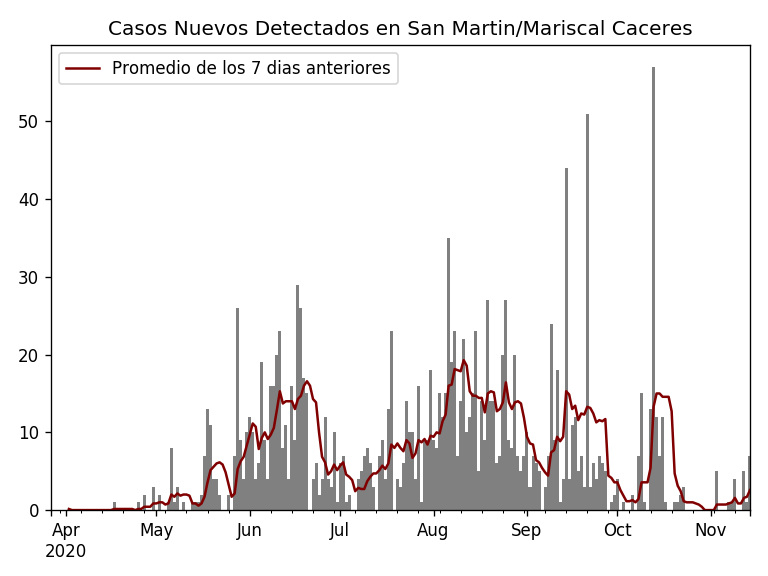 Casos Nuevos Detectados en San Martin/Mariscal Caceres
Promedio de los 7 dias anteriores
50
40
30
20
10
0
Apr May Jun Jul Aug Sep Oct Nov
2020